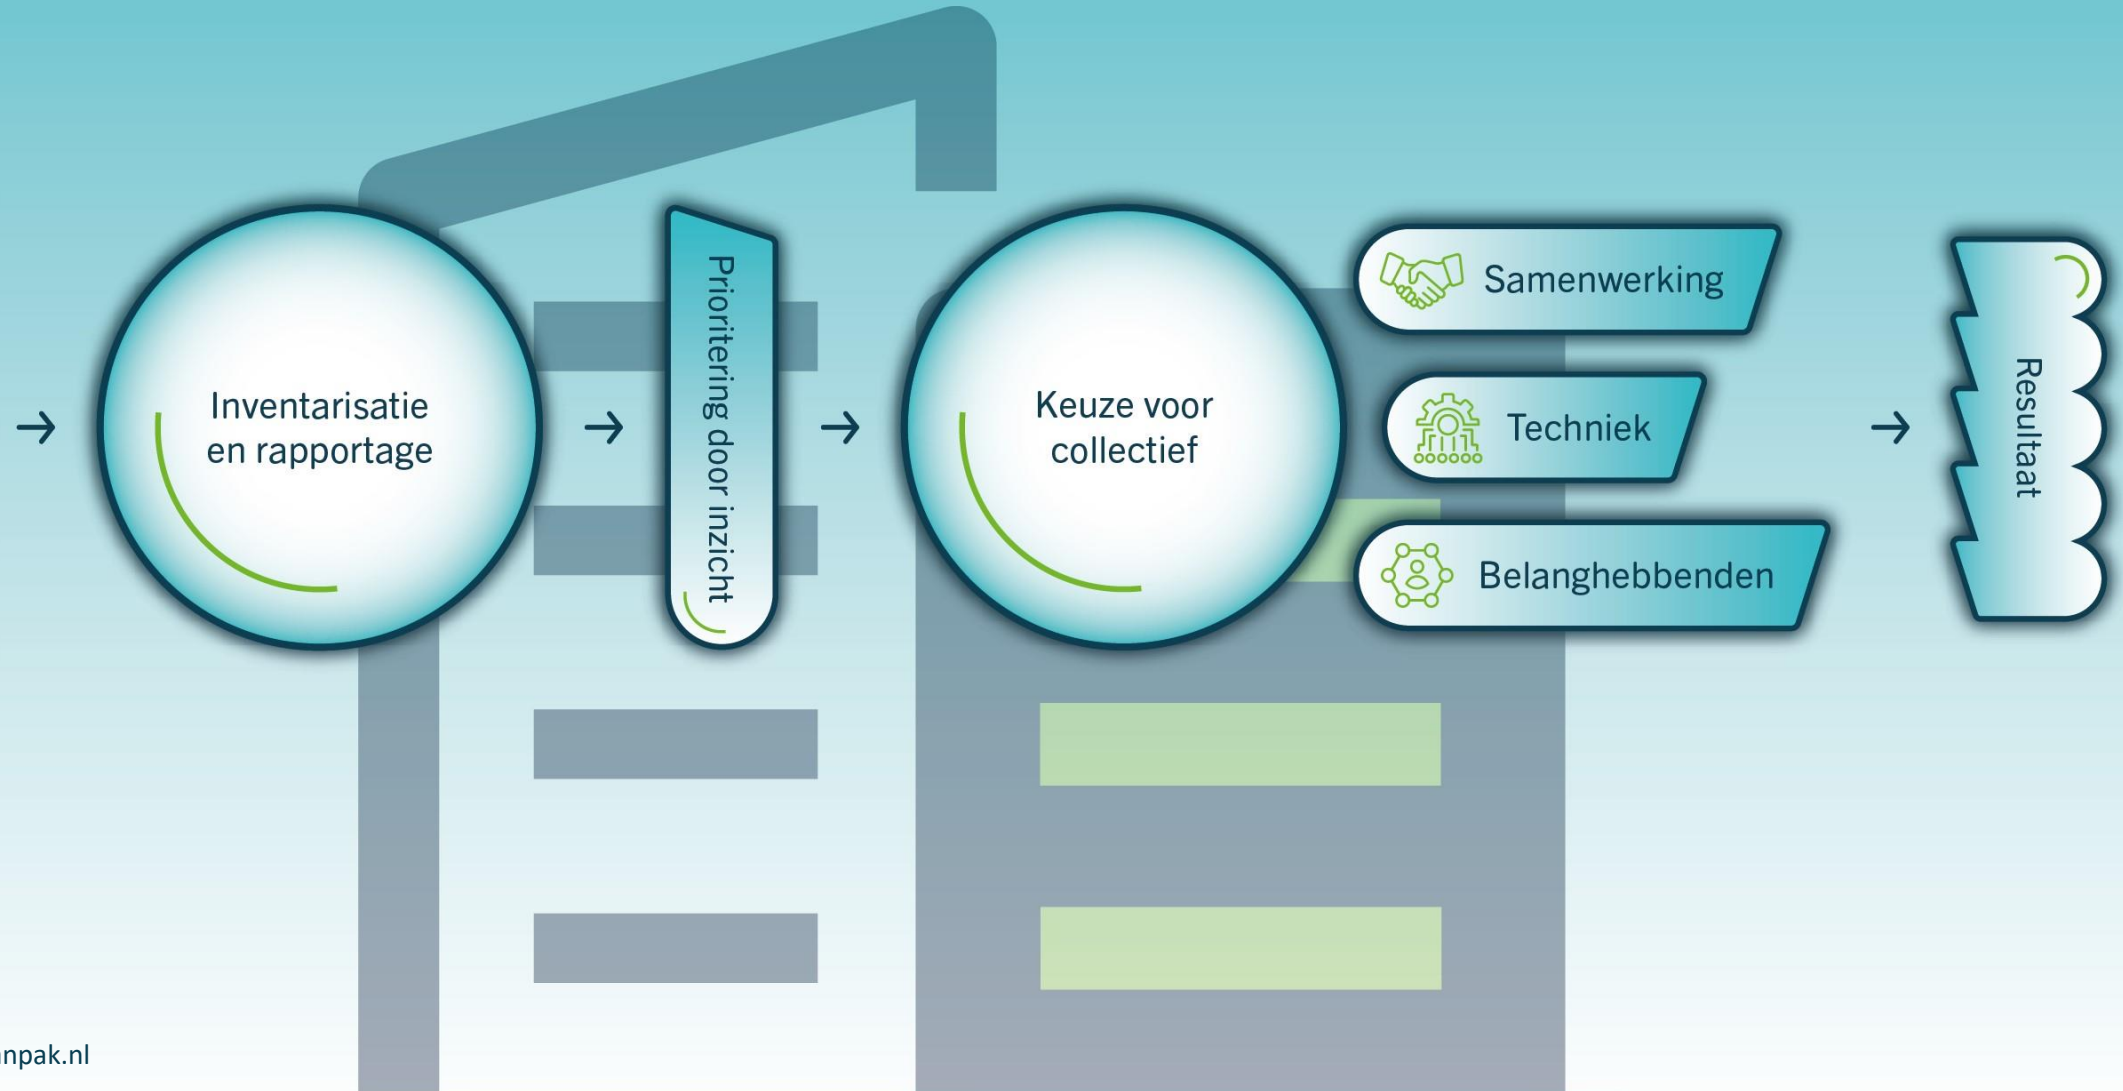 Inventarisatie
en rapportage
Prioritering door inzicht
Keuze voor
collectief
Samenwerking
Techniek
Belanghebbenden
Resultaat
npak.nl